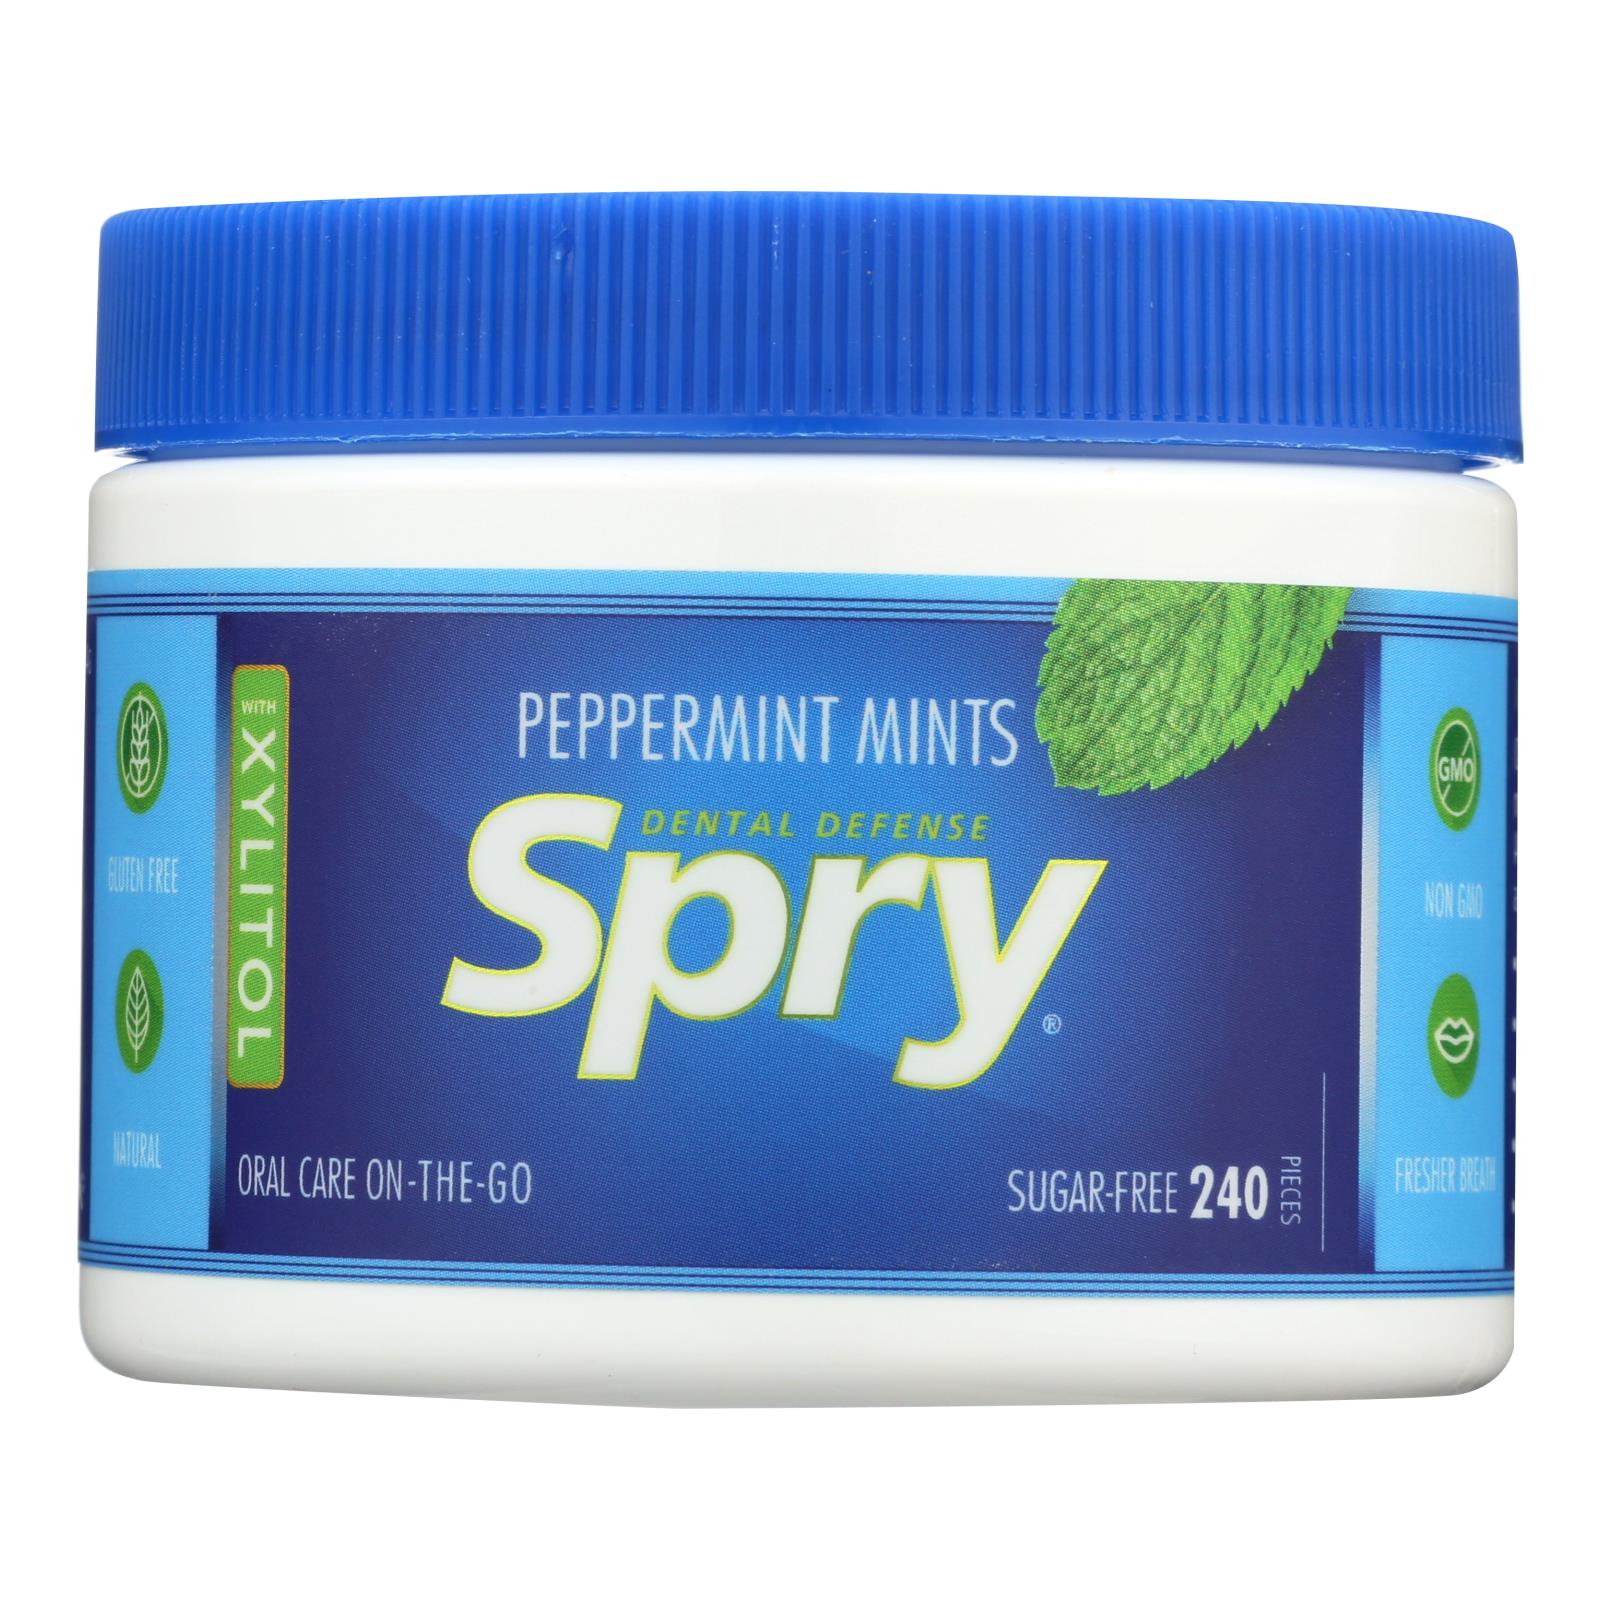 PEPPERMINT MINTS
DENTAL DEFENSE
Spry®
WITH XYLITOL
GLUTEN FREE
NATURAL
ORAL CARE ON-THE-GO
SUGAR-FREE 240 PIECES
GMO
NON GMO
FRESHER BREATH